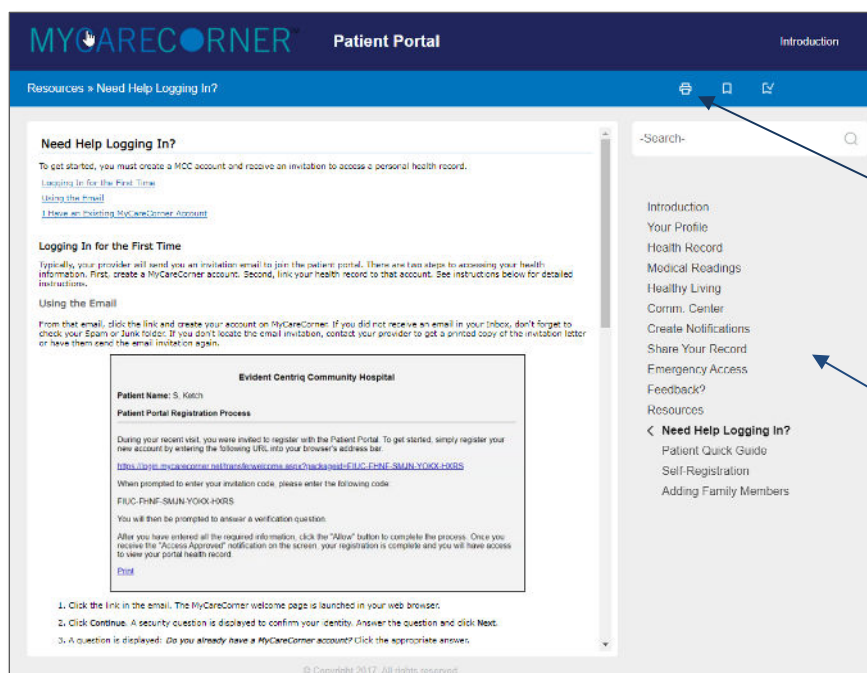 MYCARECORNER Patient Portal Introduction
Resources » Need Help Logging In?
Need Help Logging In?
To get started, you must create a MCC account and receive an invitation to access a personal health record.
Logging In for the First Time
Using the Email
I Have an Existing MyCareCorner Account
Logging In for the First Time
Typically, your provider will send you an invitation email to join the patient portal. There are two steps to accessing your health
information. First, create a MyCareCorner account. Second, link your health record to that account. See instructions below for detailed
instructions.
Using the Email
From that email, click the link and create your account on MyCareCorner. If you did not receive an email in your Inbox, don't forget to
check your Spam or Junk folder. If you don't locate the email invitation, contact your provider to get a printed copy of the invitation letter
or have them send the email invitation again.
Evident Centriq Community Hospital
Patient Name: S, Ketch
Patient Portal Registration Process
During your recent visit, you were invited to register with the Patient Portal. To get started, simply register your
new account by entering the following URL into your browser's address bar.
https://login.mycarecorner.net/transfer/welcome.aspx?packageid=FIUC-FHNF-SMJN-YOKX-HXRS
When prompted to enter your invitation code, please enter the following code:
FIUC-FHNF-SMJN-YOKX-HXRS
You will then be prompted to answer a verification question.
After you have entered all the required information, click the "Allow" button to complete the process. Once you
receive the "Access Approved" notification on the screen, your registration is complete and you will have access
to view your portal health record.
Print
1. Click the link in the email. The MyCareCorner welcome page is launched in your web browser.
2. Click Continue. A security question is displayed to confirm your identity. Answer the question and click Next.
3. A question is displayed: Do you already have a MyCareCorner account? Click the appropriate answer.
-Search-
Introduction
Your Profile
Health Record
Medical Readings
Healthy Living
Comm. Center
Create Notifications
Share Your Record
Emergency Access
Feedback?
Resources
Need Help Logging In?
Patient Quick Guide
Self-Registration
Adding Family Members
© Copyright 2017. All rights reserved.